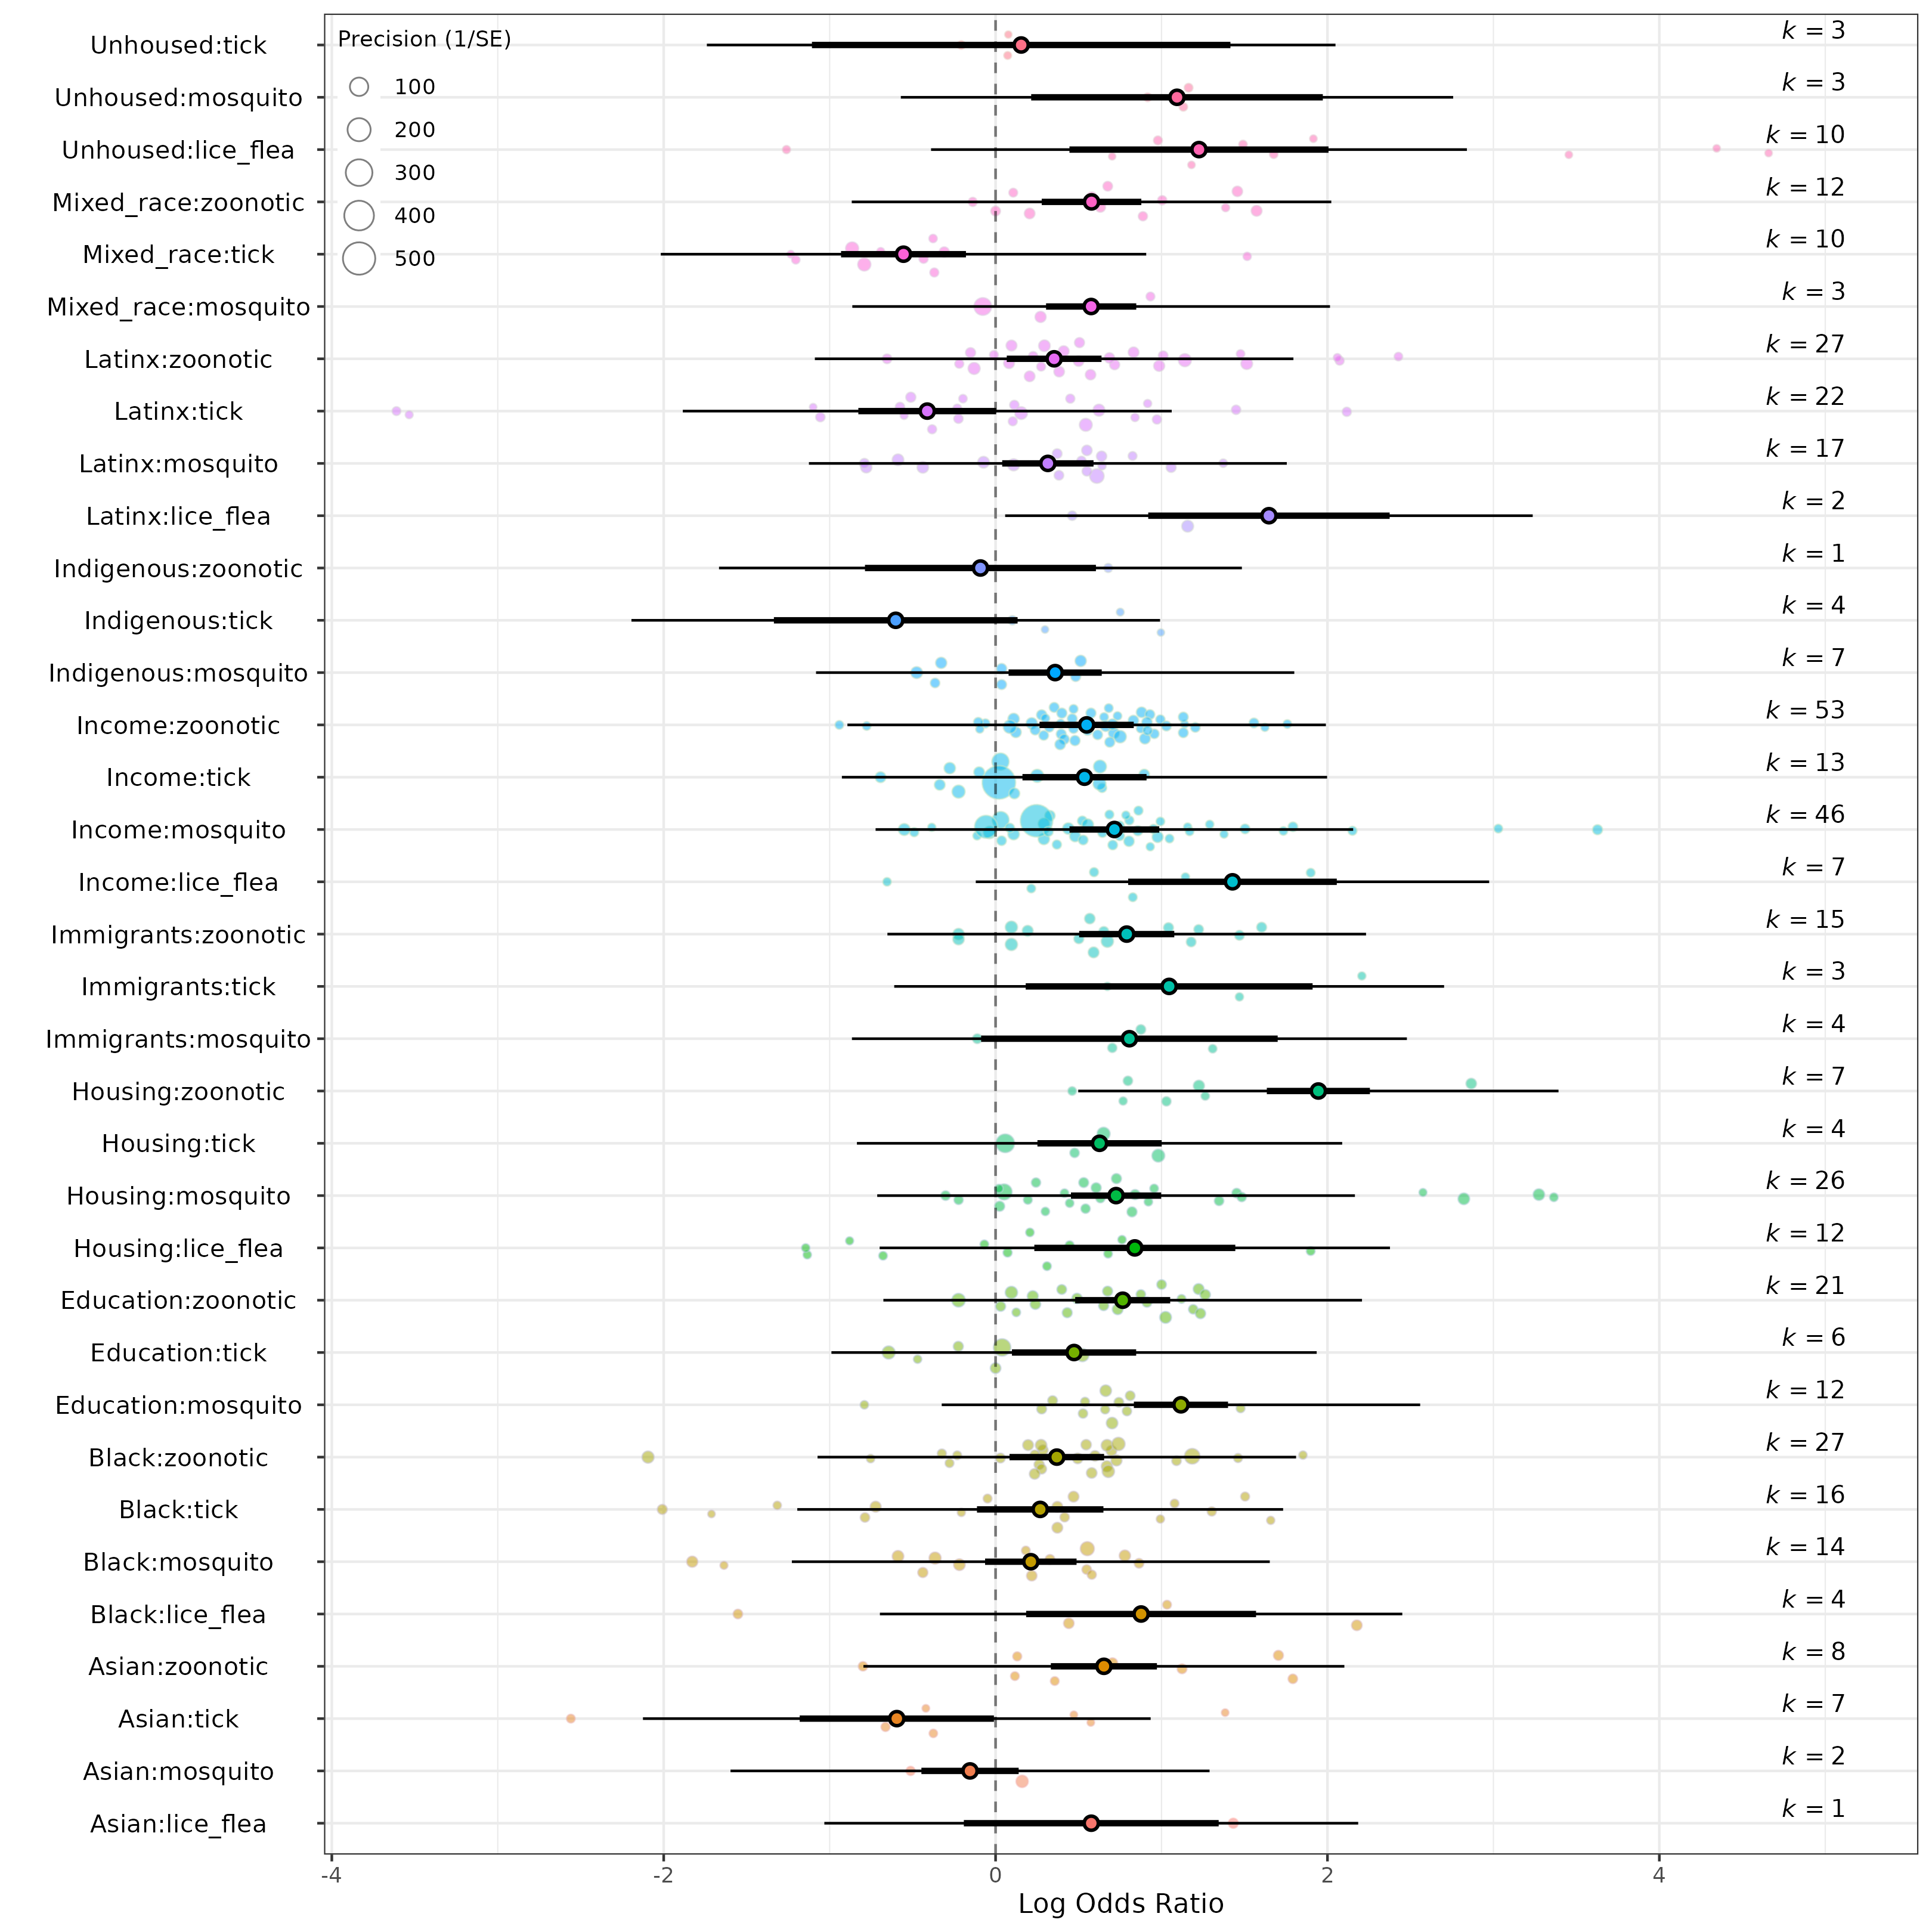 Precision (1/SE)
100
200
300
400
500
Unhoused:tick k = 3
Unhoused:mosquito k = 3
Unhoused:lice_flea k = 10
Mixed_race:zoonotic k = 12
Mixed_race:tick k = 10
Mixed_race:mosquito k = 3
Latinx:zoonotic k = 27
Latinx:tick k = 22
Latinx:mosquito k = 17
Latinx:lice_flea k = 2
Indigenous:zoonotic k = 1
Indigenous:tick k = 4
Indigenous:mosquito k = 7
Income:zoonotic k = 53
Income:tick k = 13
Income:mosquito k = 46
Income:lice_flea k = 7
Immigrants:zoonotic k = 15
Immigrants:tick k = 3
Immigrants:mosquito k = 4
Housing:zoonotic k = 7
Housing:tick k = 4
Housing:mosquito k = 26
Housing:lice_flea k = 12
Education:zoonotic k = 21
Education:tick k = 6
Education:mosquito k = 12
Black:zoonotic k = 27
Black:tick k = 16
Black:mosquito k = 14
Black:lice_flea k = 4
Asian:zoonotic k = 8
Asian:tick k = 7
Asian:mosquito k = 2
Asian:lice_flea k = 1
-4 -2 0 2 4
Log Odds Ratio